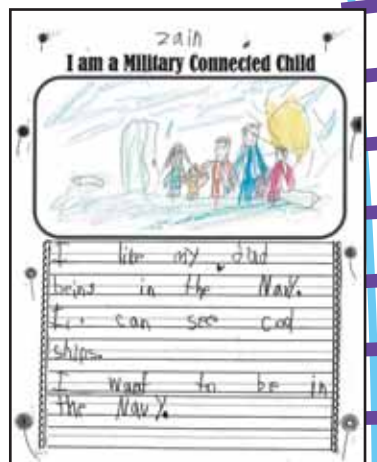 zain
I am a Military Connected Child
I like my dad
being in the Navy.
I can see cool
ships.
I want to be in
the Navy.